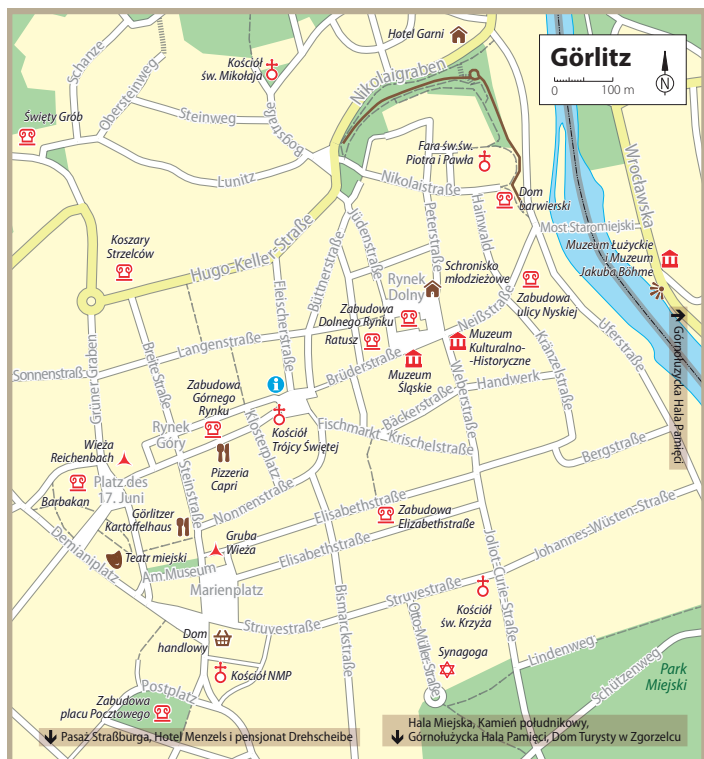 Hotel Garni
Görlitz
0 100 m
N
Schanze
Obersteinweg
Kościół
św. Mikołaja
Nikolaigraben
Święty Grób
Steinweg
Bogstraße
Fara św.św.
Piotra i Pawła
Wrocławska
Lunitz
Nikolaistraße
Dom
barwierski
Hainwald
Peterstraße
Most Staromiejski
Jüdenstraße
Büttnerstraße
Koszary
Strzelców
Hugo-Keller-Straße
Muzeum Łużyckie
i Muzeum
Jakuba Böhme
Schronisko
młodzieżowe
Rynek
Dolny
Fleischerstraße
Zabudowa
ulicy Nyskiej
Zabudowa
Dolnego Rynku
Ratusz
Neißstraße
Uferstraße
Górnołużycka Hala Pamięci
Grüner Graben
Breite Straße
Langenstraße
Sonnenstraß
Muzeum
Kulturalno-
-Historyczne
Kränzelstraße
Brüderstraße
Muzeum
Śląskie
Weberstraße
Handwerk
Zabudowa
Górnego
Rynku
Bäckerstraße
Klosterplatz
Kościół
Trójcy Świętej
Fischmarkt
Krischelstraße
Rynek
Góry
Wieża
Reichenbach
Bergstraße
Pizzeria
Capri
Steinstraße
Platz des
17. Juni
Barbakan
Nonnenstraße
Elisabethstraße
Zabudowa
Elizabethstraße
Johannes-Wüsten-Straße
Görlitzer
Kartoffelhaus
Gruba
Wieża
Demianiplatz
Teatr miejski
Elisabethstraße
Joliot-Curie-Straße
Am Museum
Marienplatz
Struvestraße
Bismarckstraße
Kościół
św. Krzyża
Struvestraße
Otto-Müller-Straße
Dom
handlowy
Synagoga
Lindenweg
Kościół NMP
Park
Miejski
Schützenweg
Postplatz
Zabudowa
placu Pocztowego
Hala Miejska, Kamień południkowy,
Górnołużycka Hala Pamięci, Dom Turysty w Zgorzelcu
Pasaż Straßburga, Hotel Menzels i pensjonat Drehscheibe